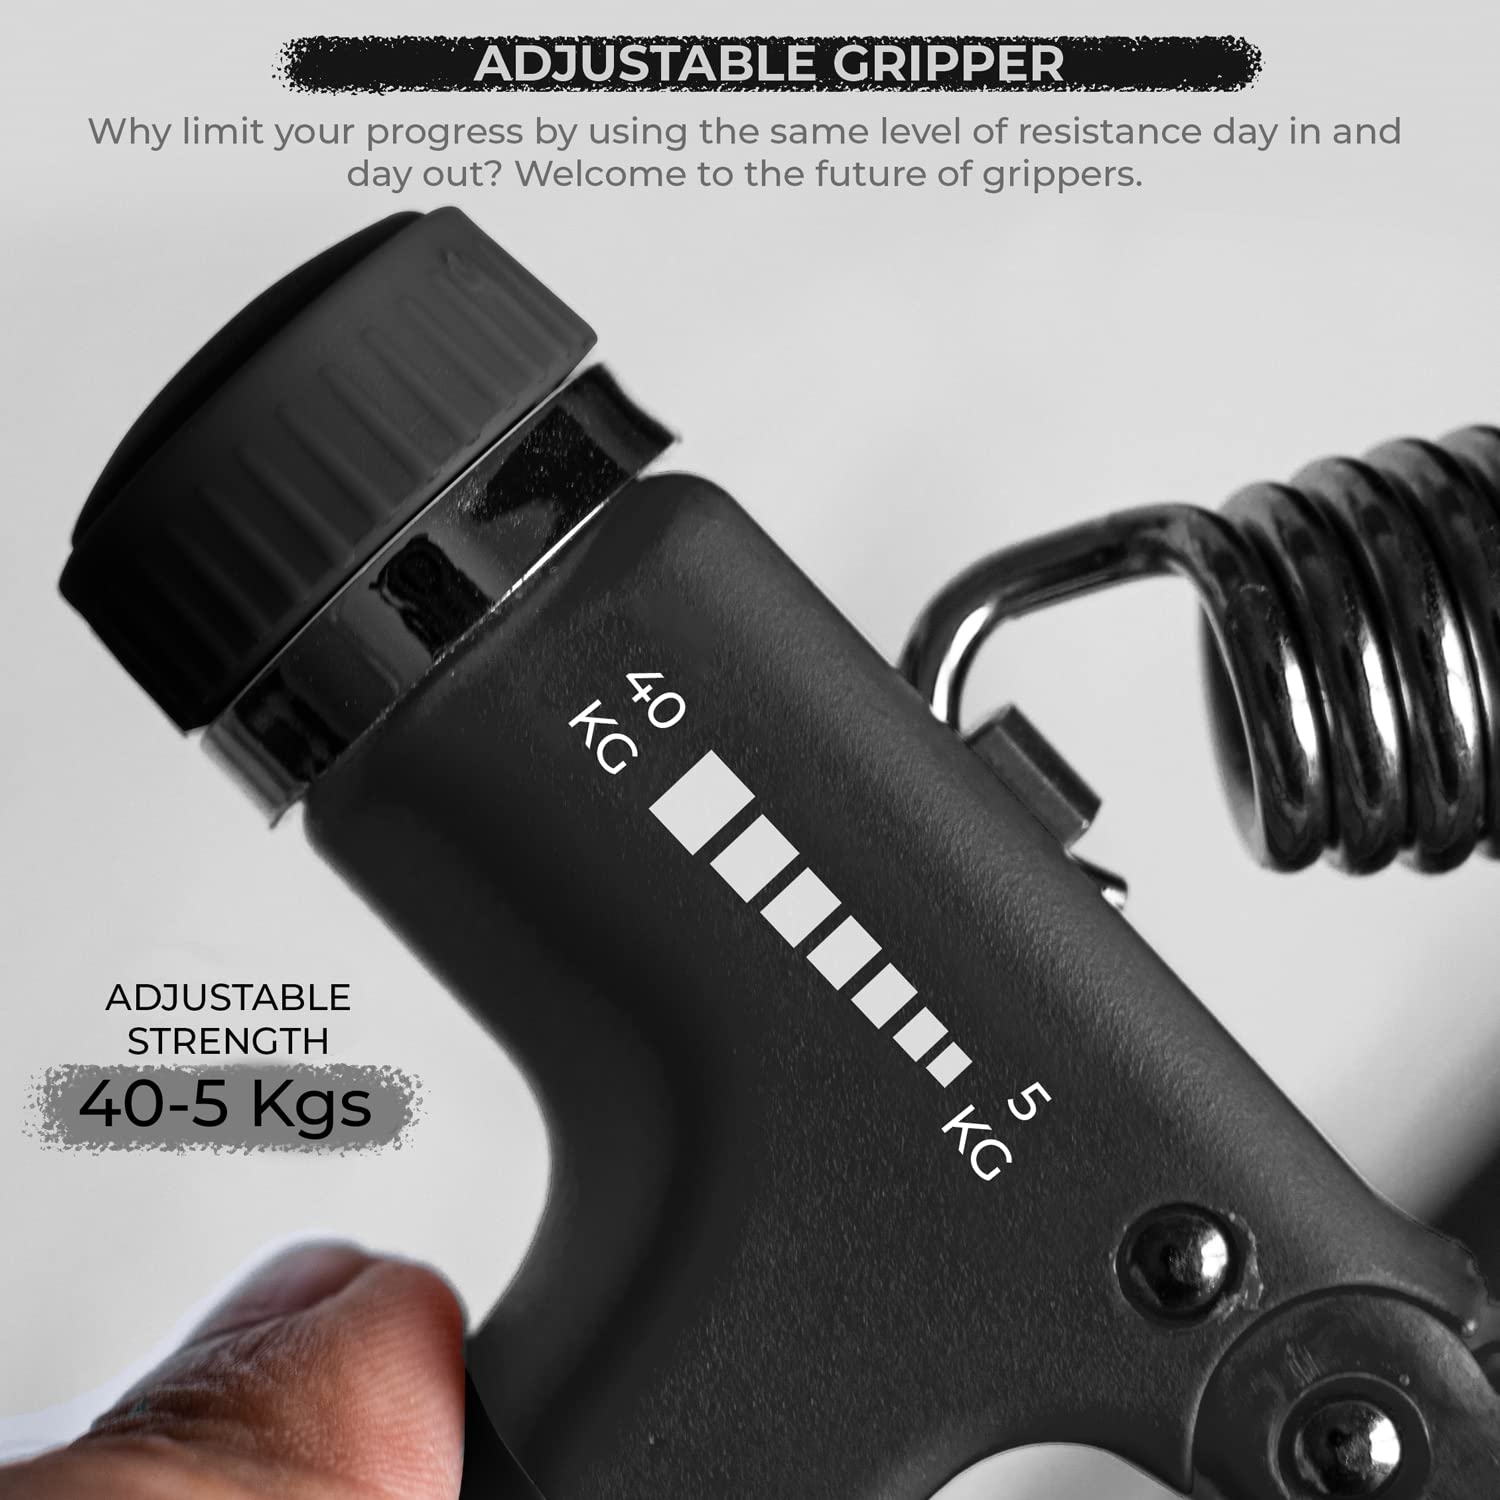 ADJUSTABLE GRIPPER
Why limit your progress by using the same level of resistance day in and
day out? Welcome to the future of grippers.
40
KG
5
KG
ADJUSTABLE
STRENGTH
40-5 Kgs